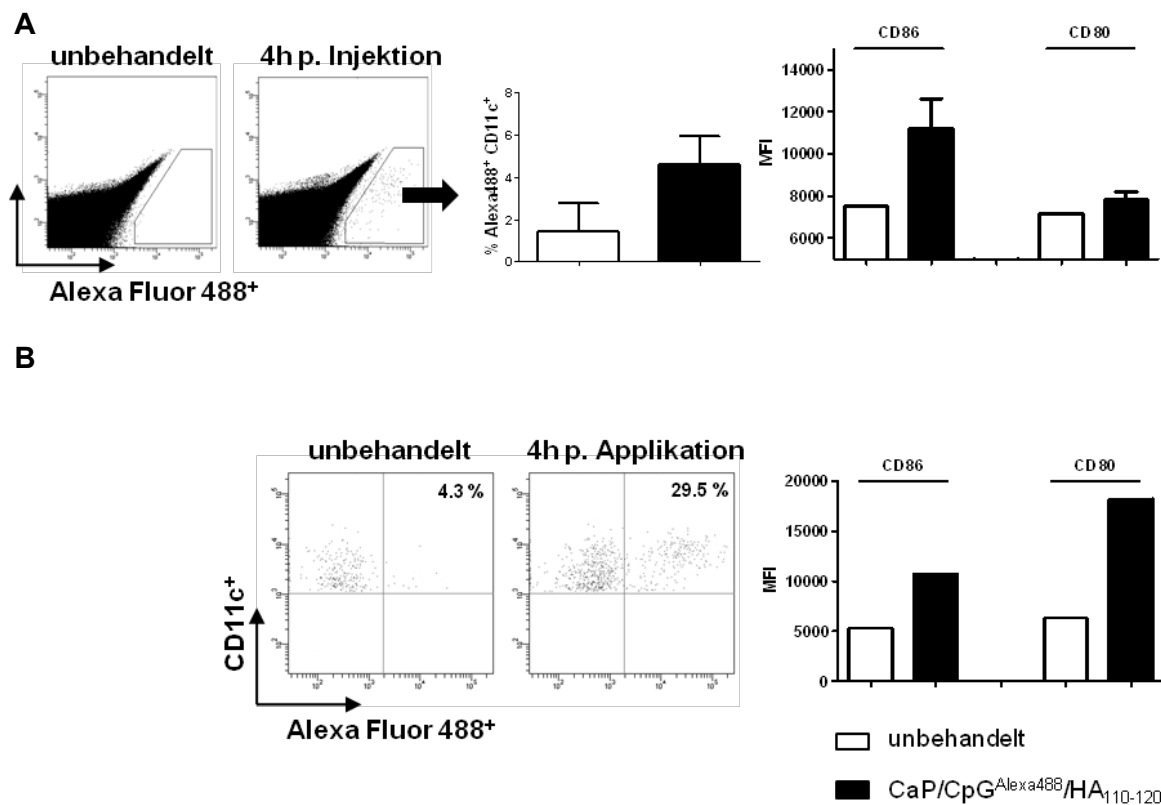 A
unbehandelt
4h p. Injektion
Alexa Fluor 488⁺
% Alexa488⁺ CD11c⁺
8
6
4
2
0
CD86
CD80
MFI
14000
12000
10000
8000
6000
B
unbehandelt
4h p. Applikation
4.3 %
29.5 %
CD11c⁺
Alexa Fluor 488⁺
CD86
CD80
MFI
20000
15000
10000
5000
0
unbehandelt
CaP/CpG^Alexa488/HA₁₁₀₋₁₂₀